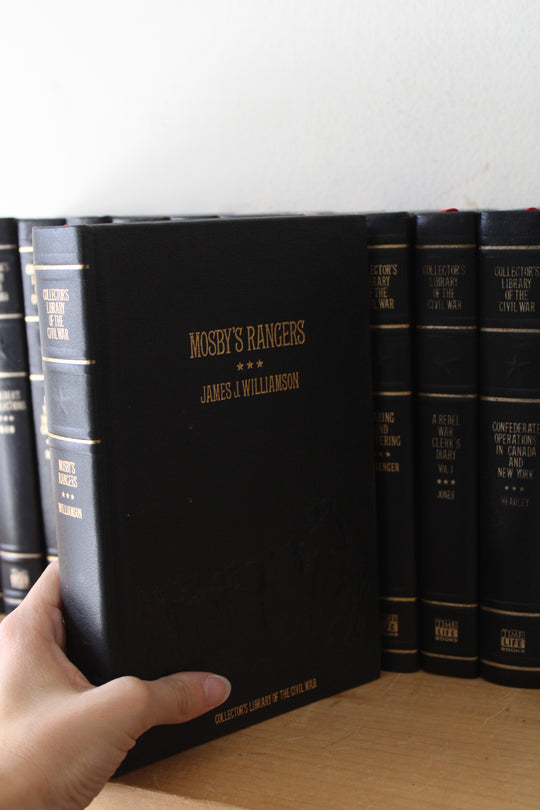 MOSBY'S RANGERS
★ ★ ★
JAMES J. WILLIAMSON
COLLECTOR'S LIBRARY OF THE CIVIL WAR
COLLECTOR'S
LIBRARY
OF THE
CIVIL WAR
MOSBY'S
RANGERS
★ ★ ★
WILLIAMSON
COLLECTOR'S
LIBRARY
OF THE
CIVIL WAR
A REBEL
WAR
CLERK'S
DIARY
VOL I
★ ★ ★
JONES
TIME
LIFE
BOOKS
COLLECTOR'S
LIBRARY
OF THE
CIVIL WAR
CONFEDERATE
OPERATIONS
IN CANADA
AND
NEW YORK
★ ★ ★
HEADLEY
TIME
LIFE
BOOKS